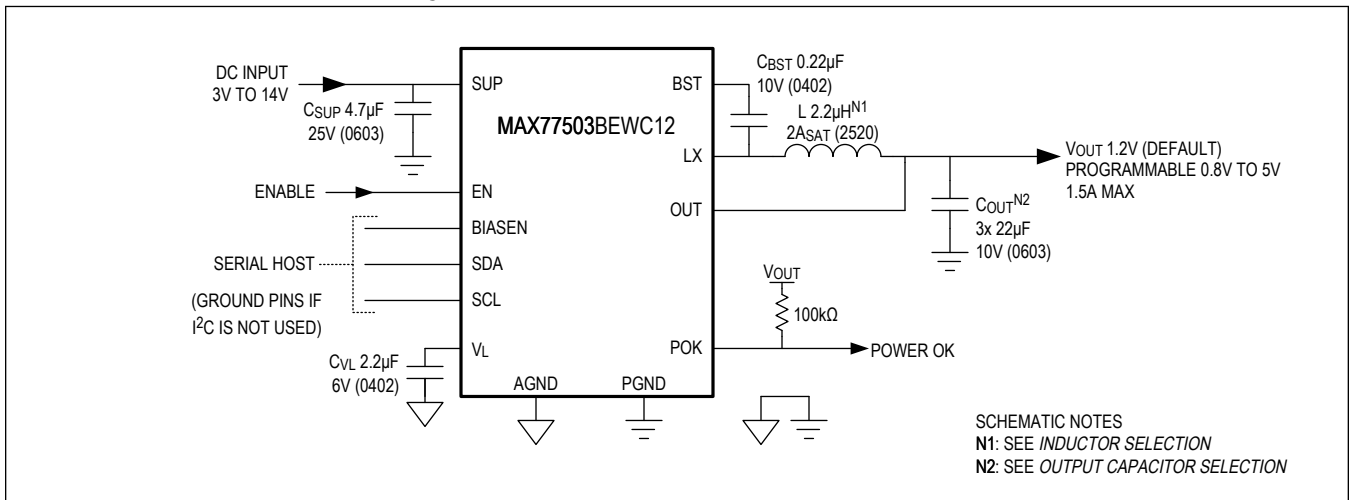 DC INPUT
3V TO 14V
CSUP 4.7µF
25V (0603)
ENABLE
SERIAL HOST
(GROUND PINS IF
I2C IS NOT USED)
CVL 2.2µF
6V (0402)
SUP
EN
BIASEN
SDA
SCL
VL
MAX77503BEWC12
AGND
PGND
BST
LX
OUT
POK
CBST 0.22µF
10V (0402)
L 2.2µHN1
2ASAT (2520)
VOUT 1.2V (DEFAULT)
PROGRAMMABLE 0.8V TO 5V
1.5A MAX
COUTN2
3x 22µF
10V (0603)
VOUT
100kΩ
POWER OK
SCHEMATIC NOTES
N1: SEE INDUCTOR SELECTION
N2: SEE OUTPUT CAPACITOR SELECTION